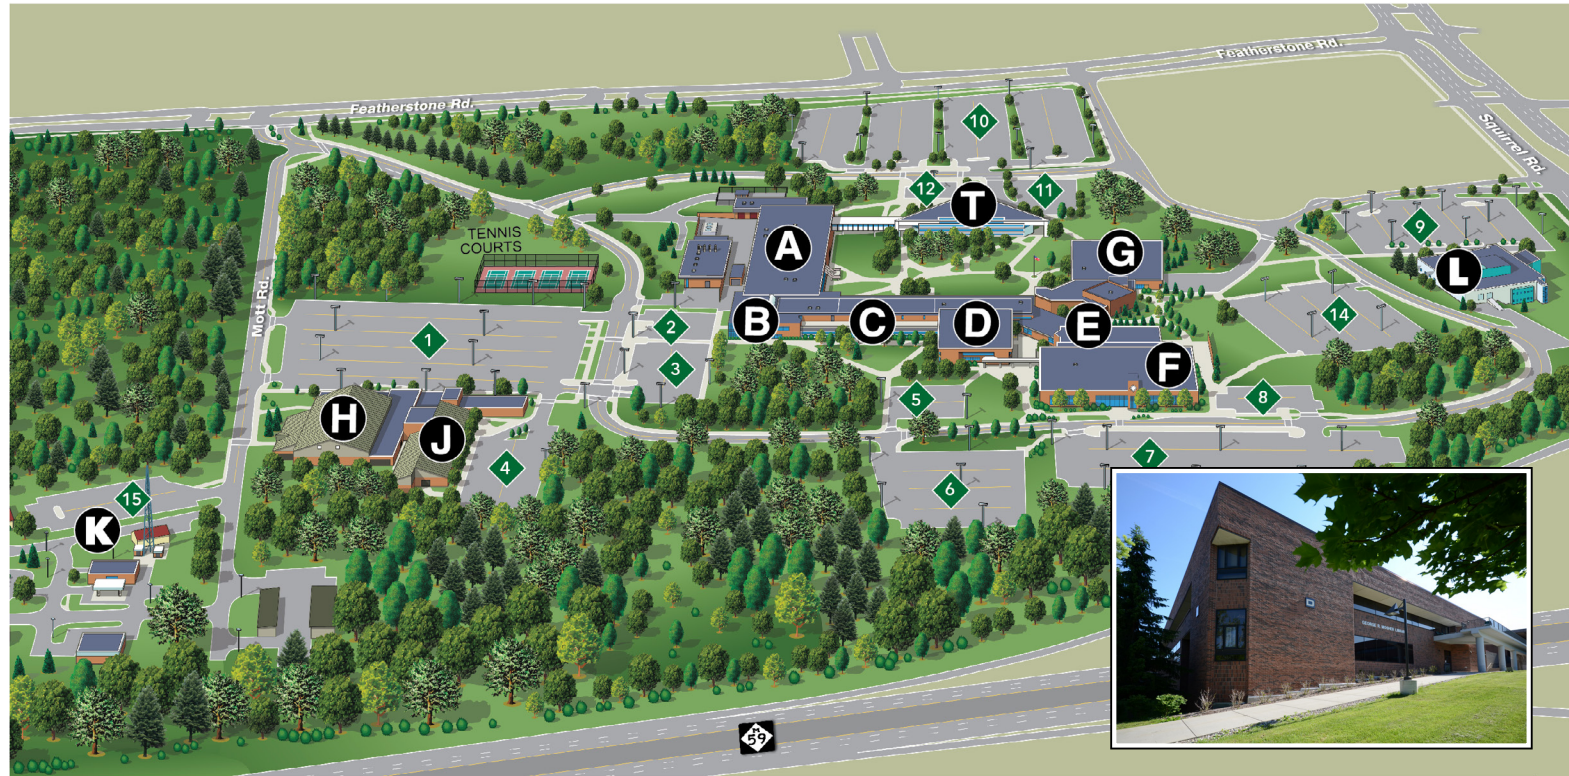 Featherstone Rd.
Featherstone Rd.
Squirrel Rd.
Mott Rd.
TENNIS
COURTS
10
12
11
T
9
A
G
L
B
C
D
E
14
2
1
3
F
5
8
H
J
4
7
6
15
K
M
59